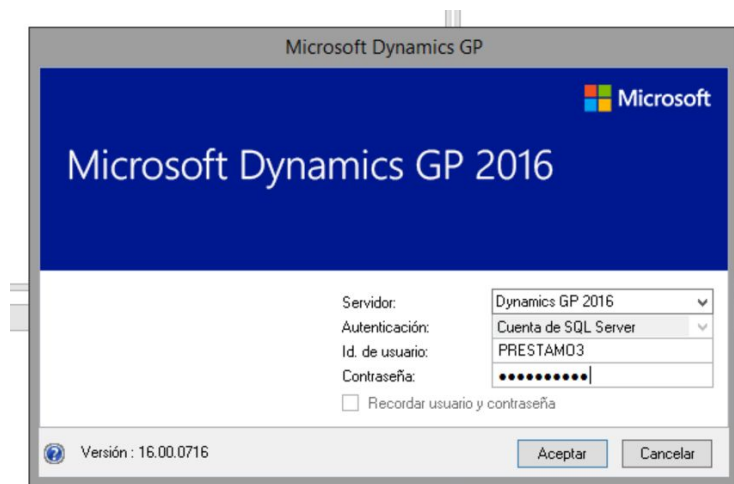 Microsoft Dynamics GP
Microsoft
Microsoft Dynamics GP 2016
Servidor: Dynamics GP 2016
Autenticación: Cuenta de SQL Server
Id. de usuario: PRESTAMO3
Contraseña: ●●●●●●●●●●
Recordar usuario y contraseña
Versión : 16.00.0716 Aceptar Cancelar